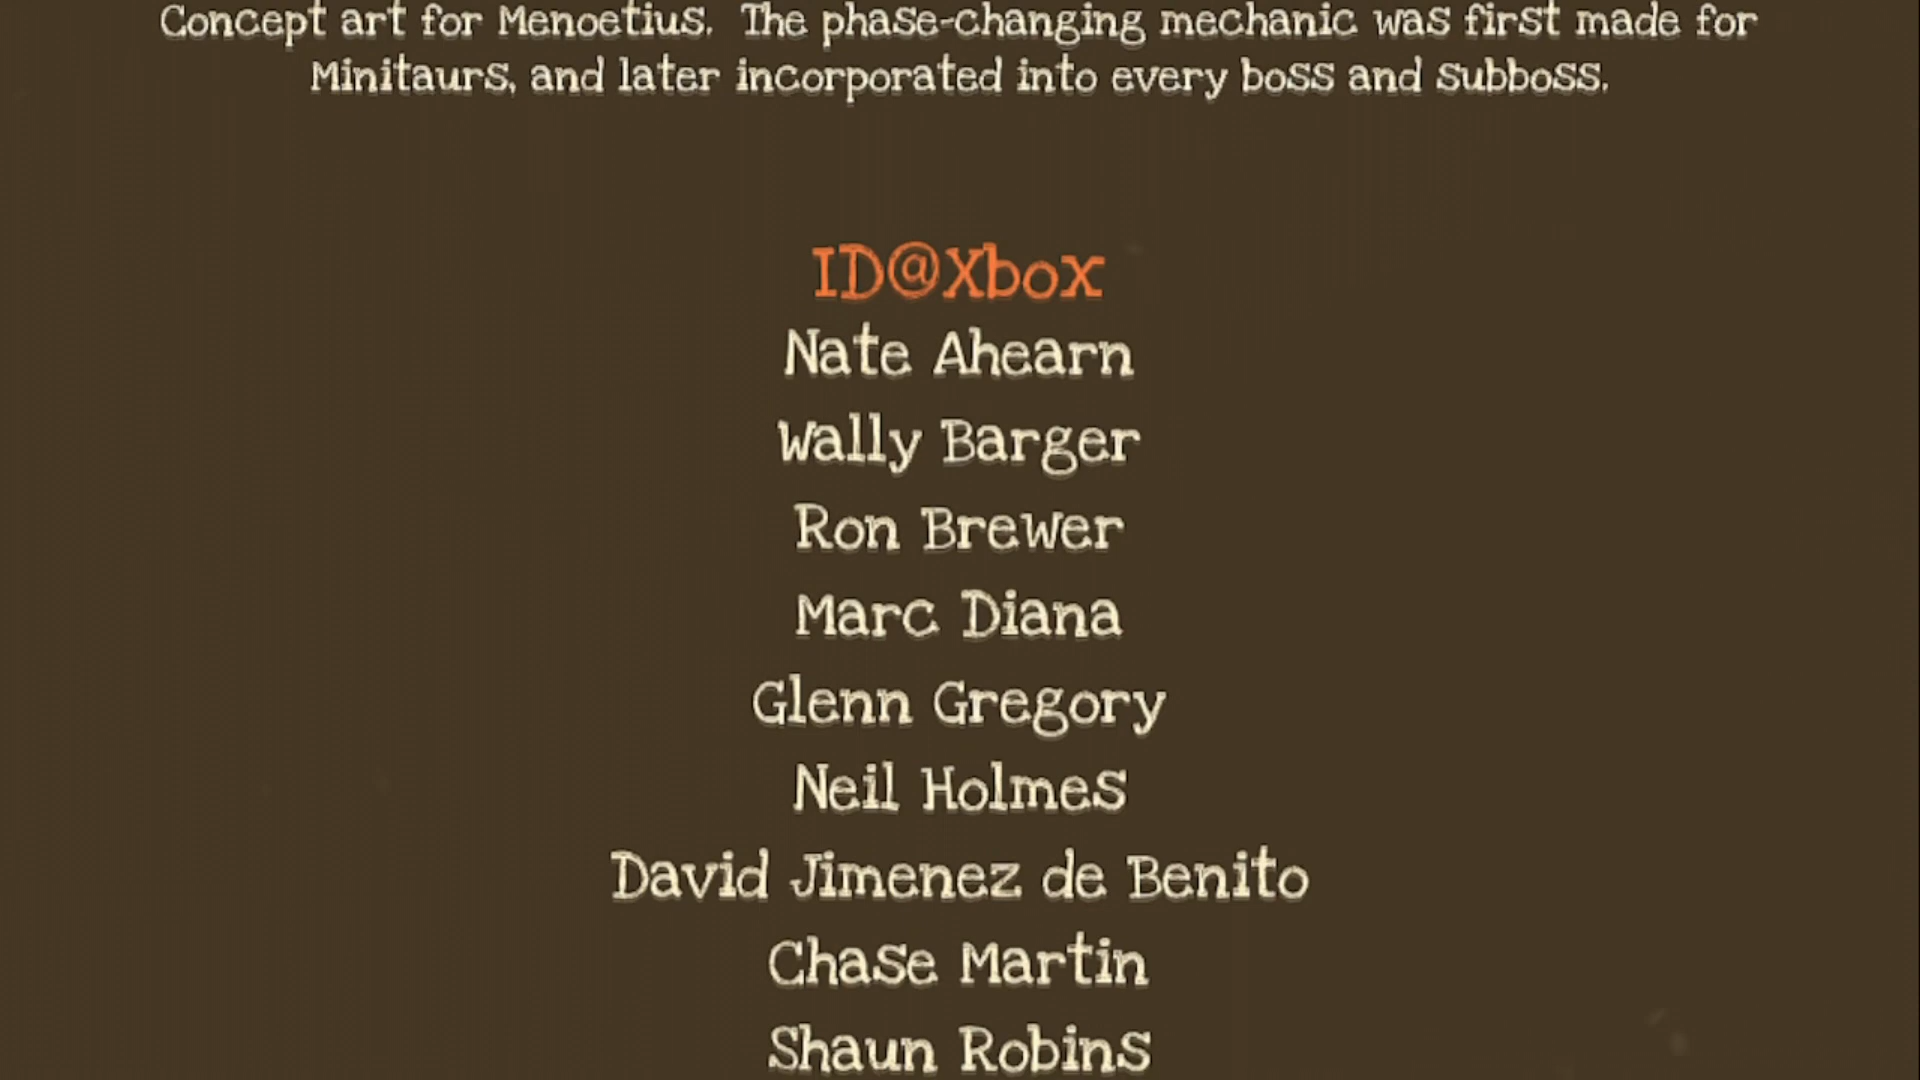 Concept art for Menoetius. The phase-changing mechanic was first made for
Minitaurs, and later incorporated into every boss and subboss.
ID@Xbox
Nate Ahearn
Wally Barger
Ron Brewer
Marc Diana
Glenn Gregory
Neil Holmes
David Jimenez de Benito
Chase Martin
Shaun Robins